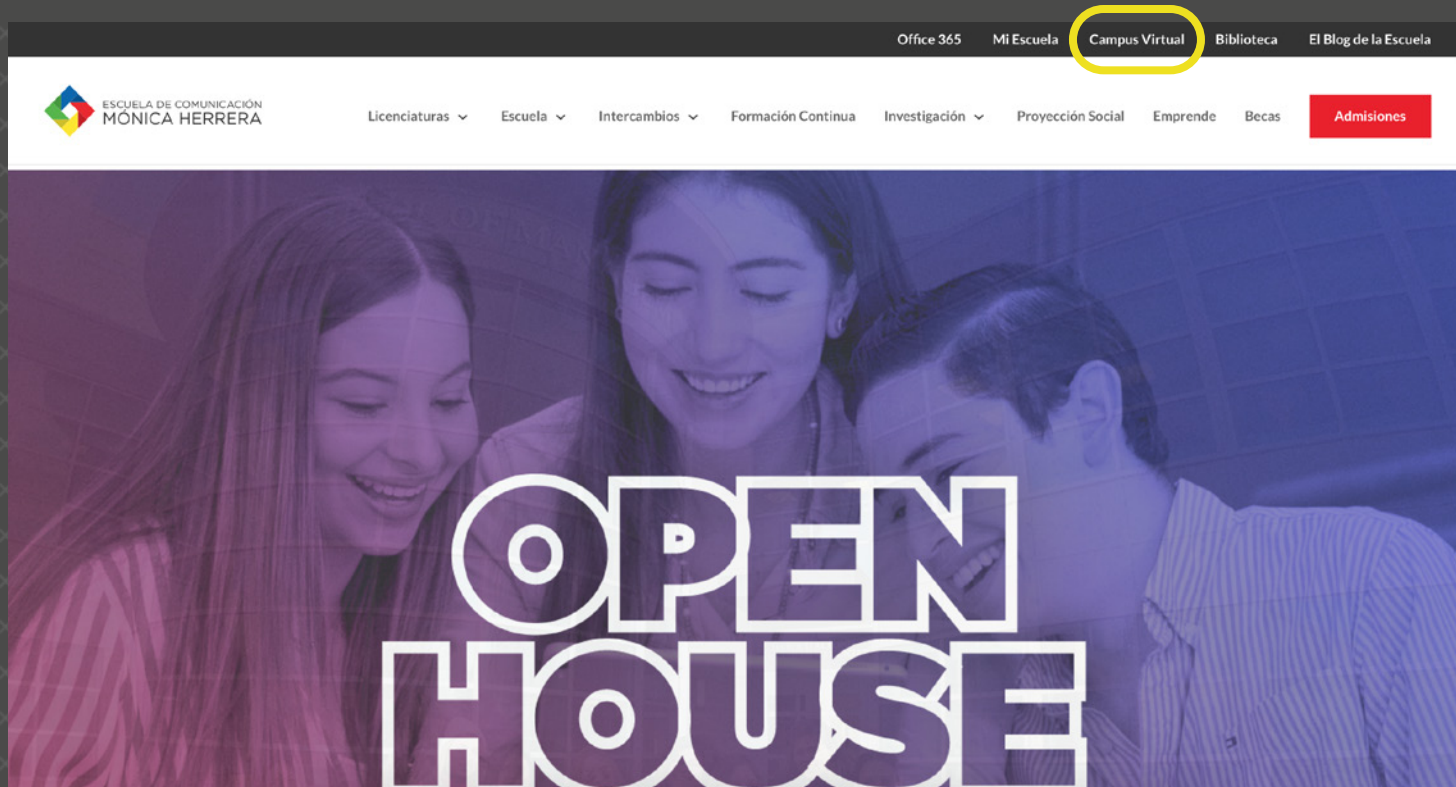 Office 365 Mi Escuela Campus Virtual Biblioteca El Blog de la Escuela
ESCUELA DE COMUNICACIÓN
MÓNICA HERRERA
Licenciaturas Escuela Intercambios Formación Continua Investigación Proyección Social Emprende Becas Admisiones
OPEN
HOUSE